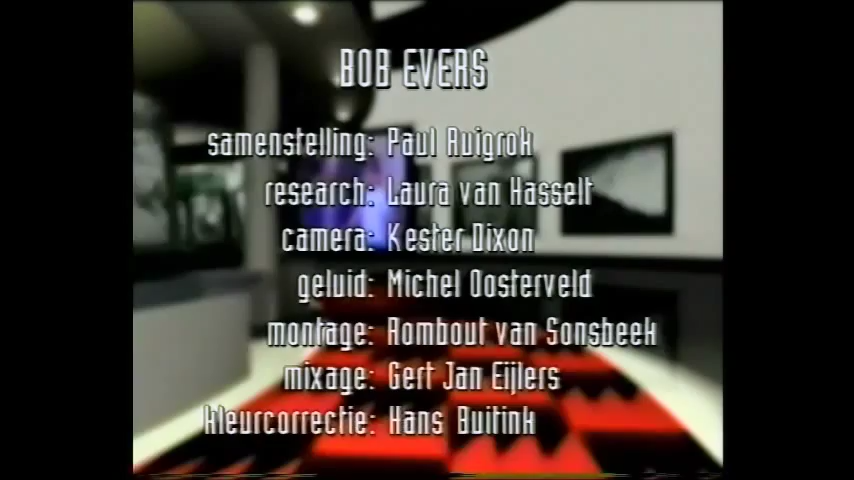 BOB EVERS
samenstelling: Paul Ruigrok
research: Laura van Hasselt
camera: Kester Dixon
geluid: Michel Oosterveld
montage: Rombout van Sonsbeek
mixage: Gert Jan Eijlers
kleurcorrectie: Hans Buitink